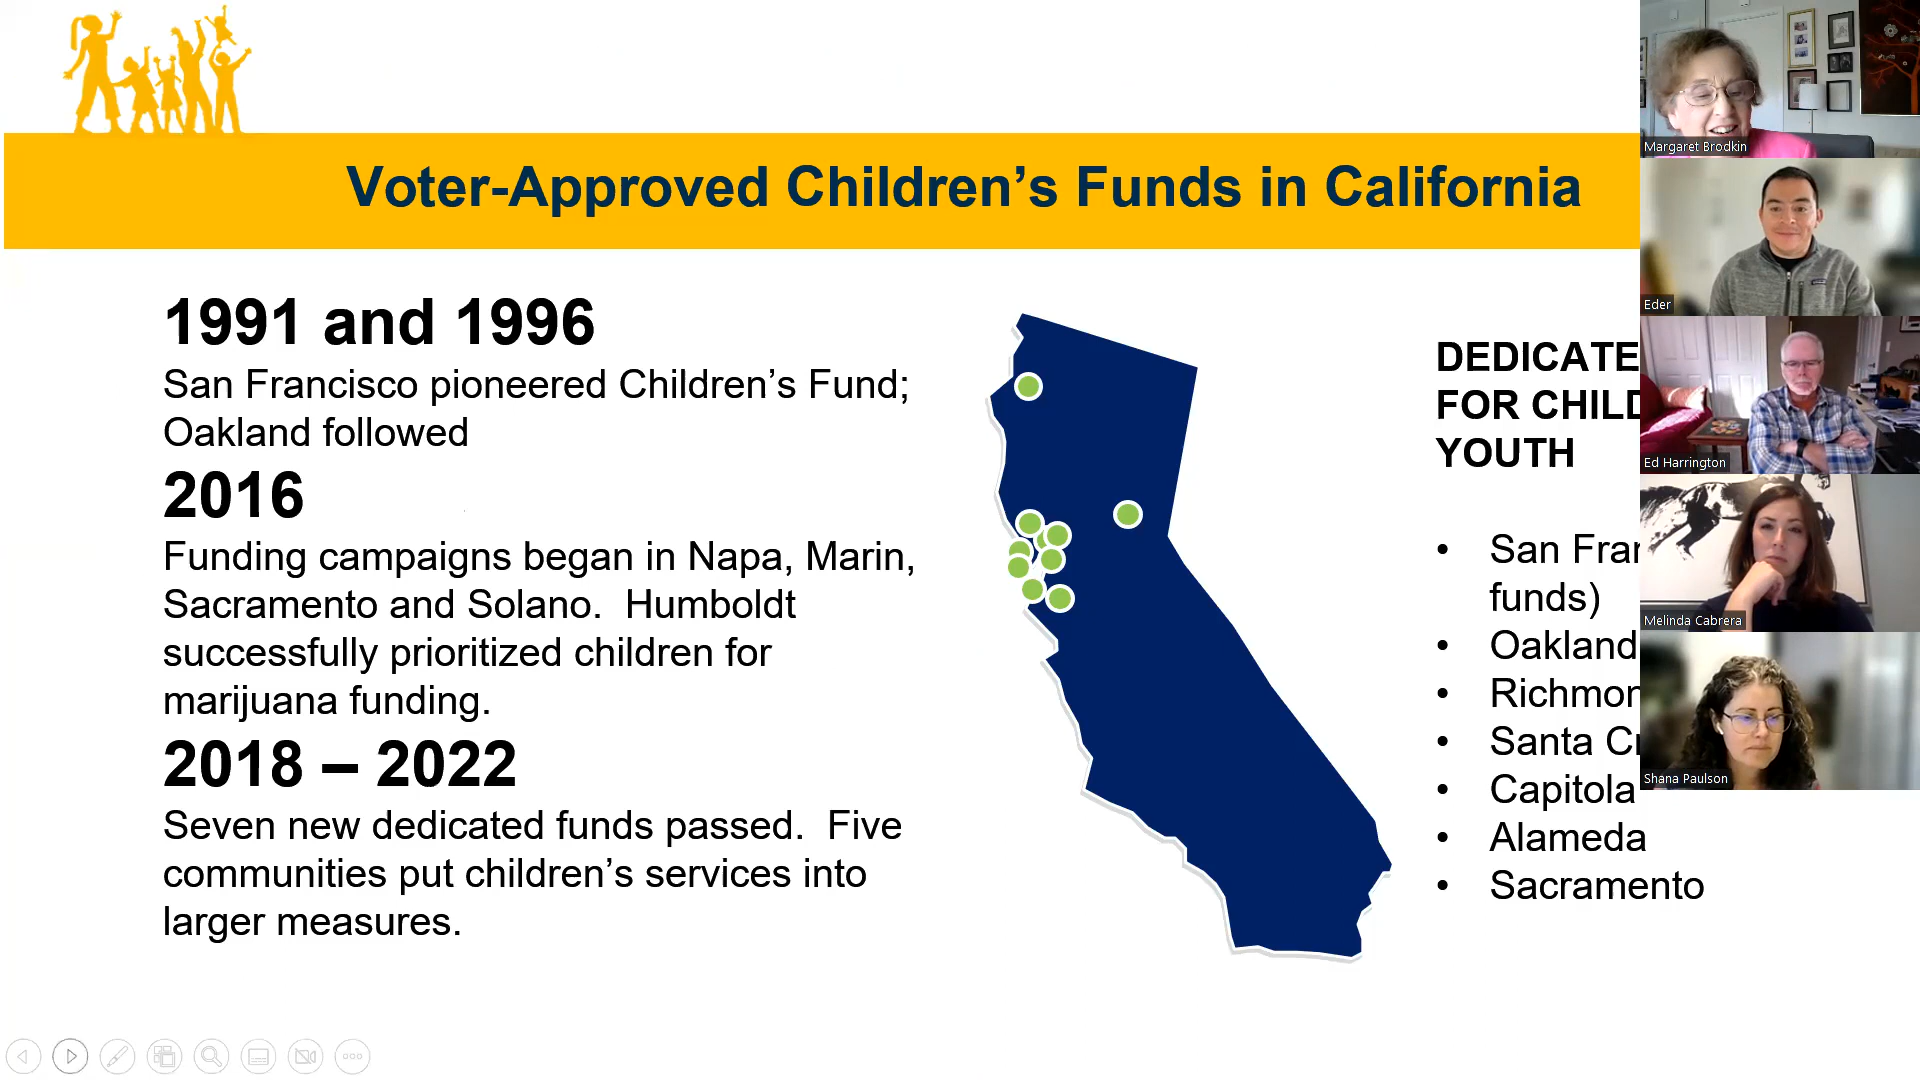 Voter-Approved Children’s Funds in California
1991 and 1996
San Francisco pioneered Children’s Fund;
Oakland followed
2016
Funding campaigns began in Napa, Marin,
Sacramento and Solano.  Humboldt
successfully prioritized children for
marijuana funding.
2018 – 2022
Seven new dedicated funds passed.  Five
communities put children’s services into
larger measures.
DEDICATE
FOR CHILD
YOUTH
• San Fran
funds)
• Oakland
• Richmon
• Santa Cr
• Capitola
• Alameda
• Sacramento
Margaret Brodkin
Eder
Ed Harrington
Melinda Cabrera
Shana Paulson